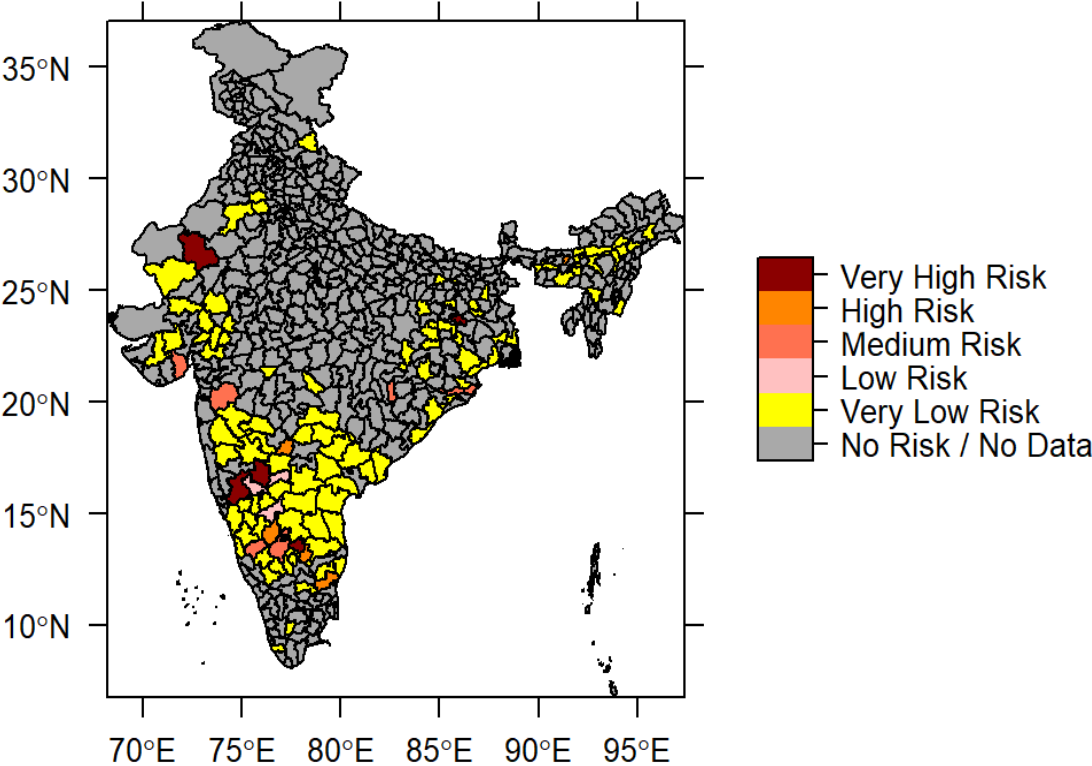 35°N
30°N
25°N
20°N
15°N
10°N
70°E 75°E 80°E 85°E 90°E 95°E
Very High Risk
High Risk
Medium Risk
Low Risk
Very Low Risk
No Risk / No Data